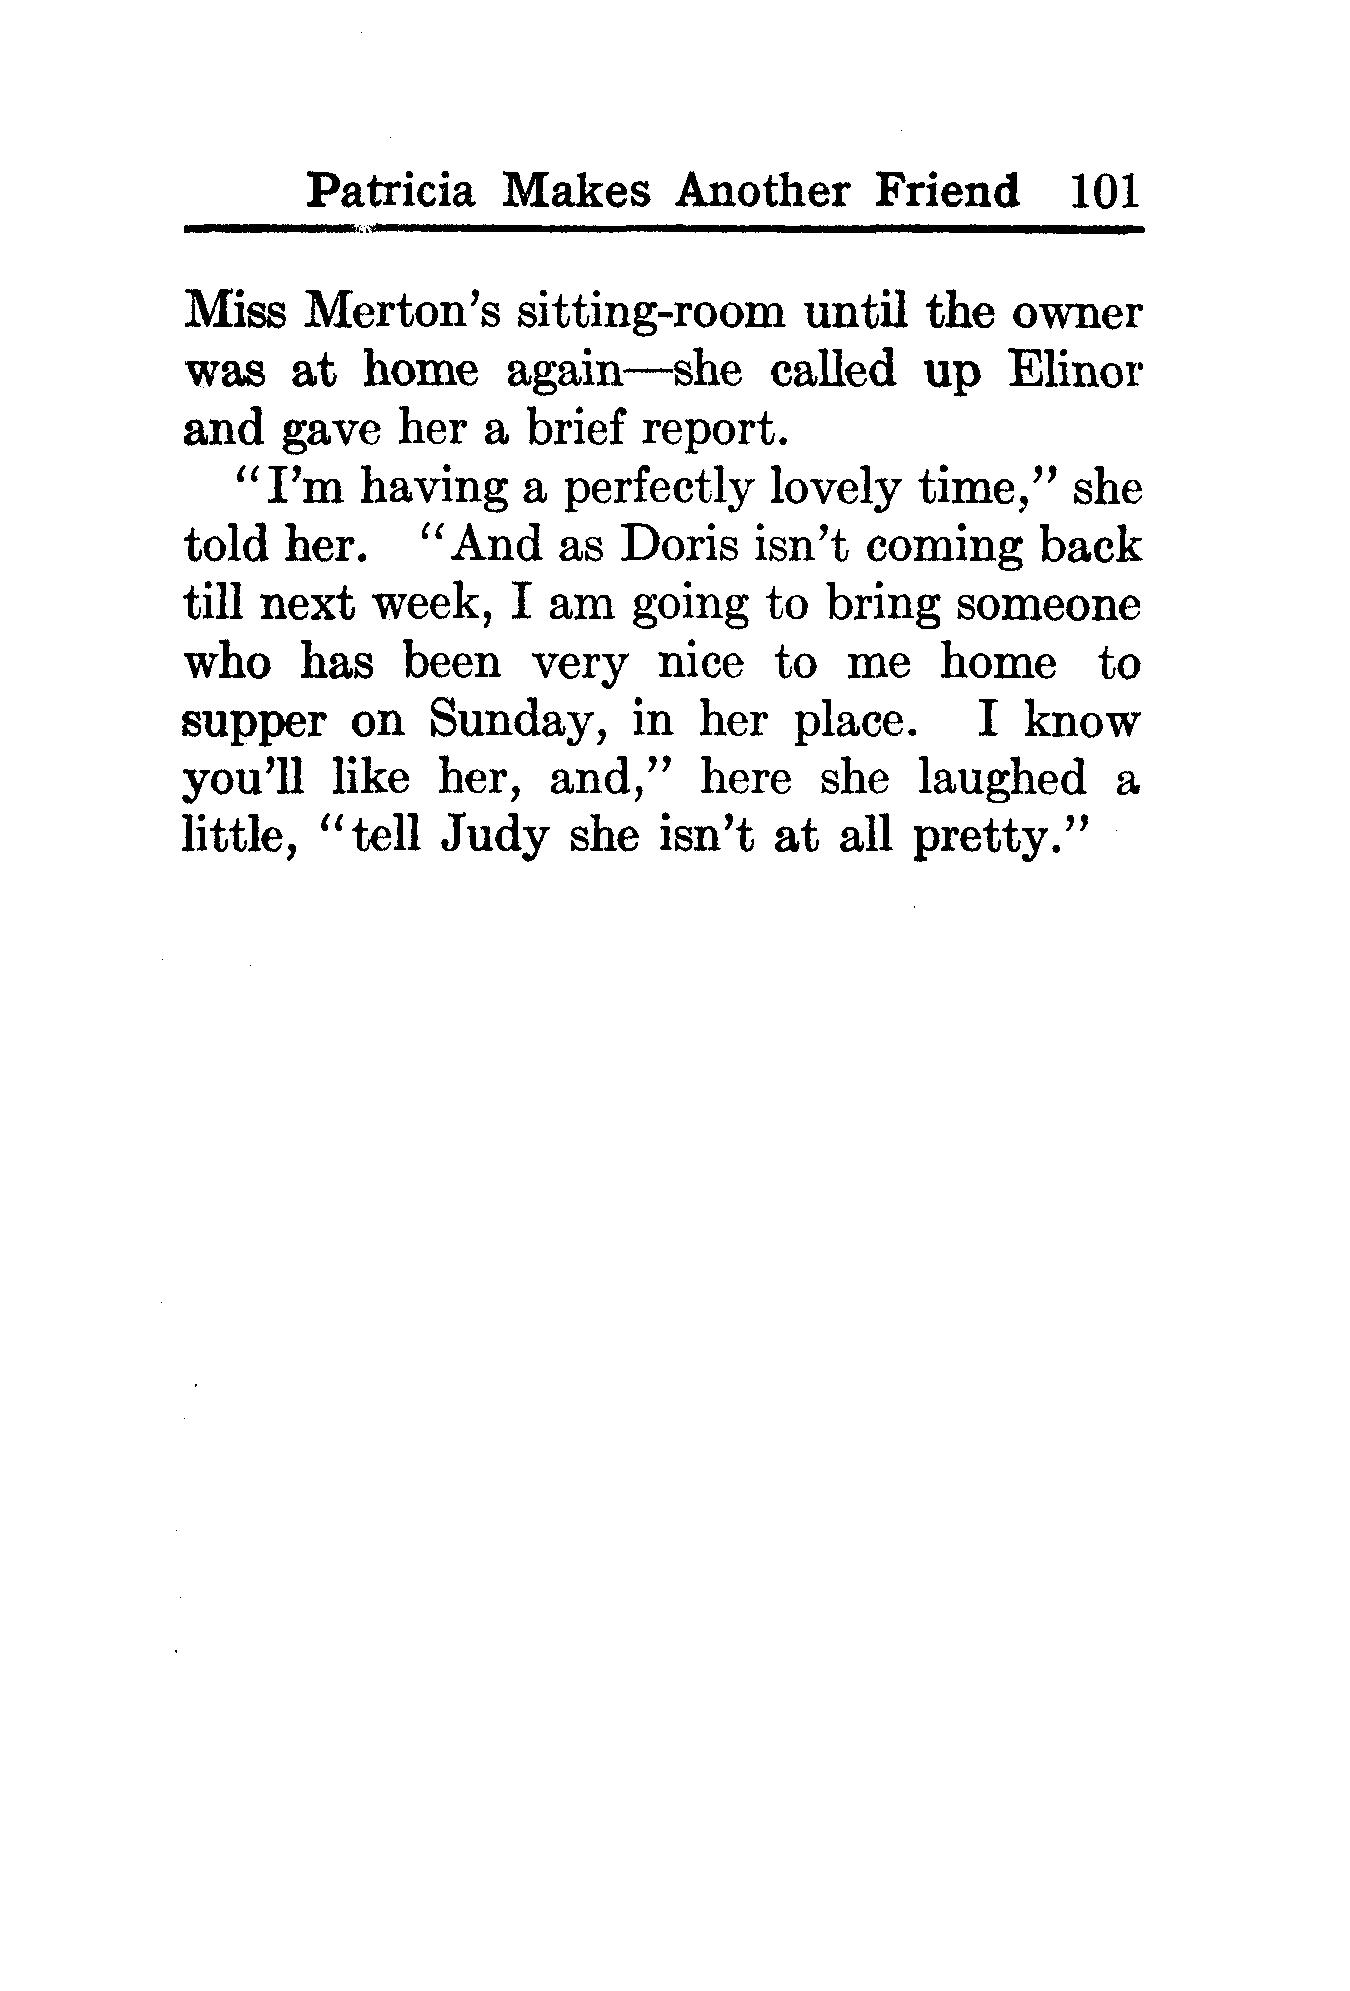 Patricia Makes Another Friend 101
Miss Merton's sitting-room until the owner
was at home again—she called up Elinor
and gave her a brief report.
"I'm having a perfectly lovely time," she
told her. "And as Doris isn't coming back
till next week, I am going to bring someone
who has been very nice to me home to
supper on Sunday, in her place. I know
you'll like her, and," here she laughed a
little, "tell Judy she isn't at all pretty."